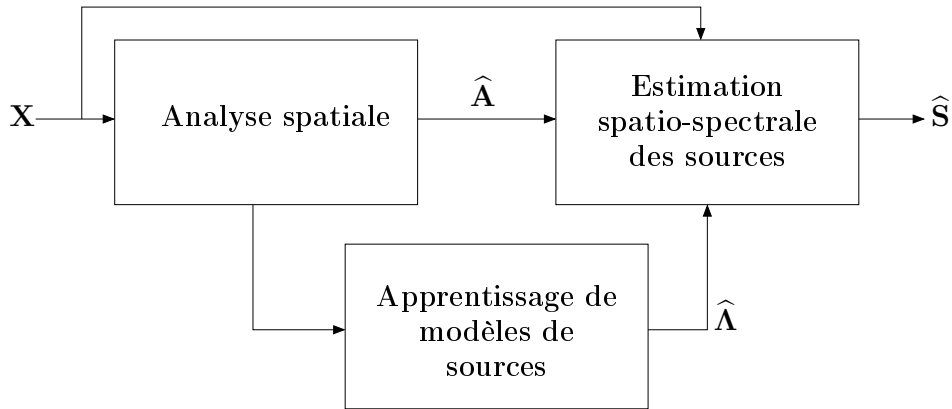 X
Analyse spatiale
Â
Estimation
spatio-spectrale
des sources
Ŝ
Apprentissage de
modèles de
sources
Λ̂